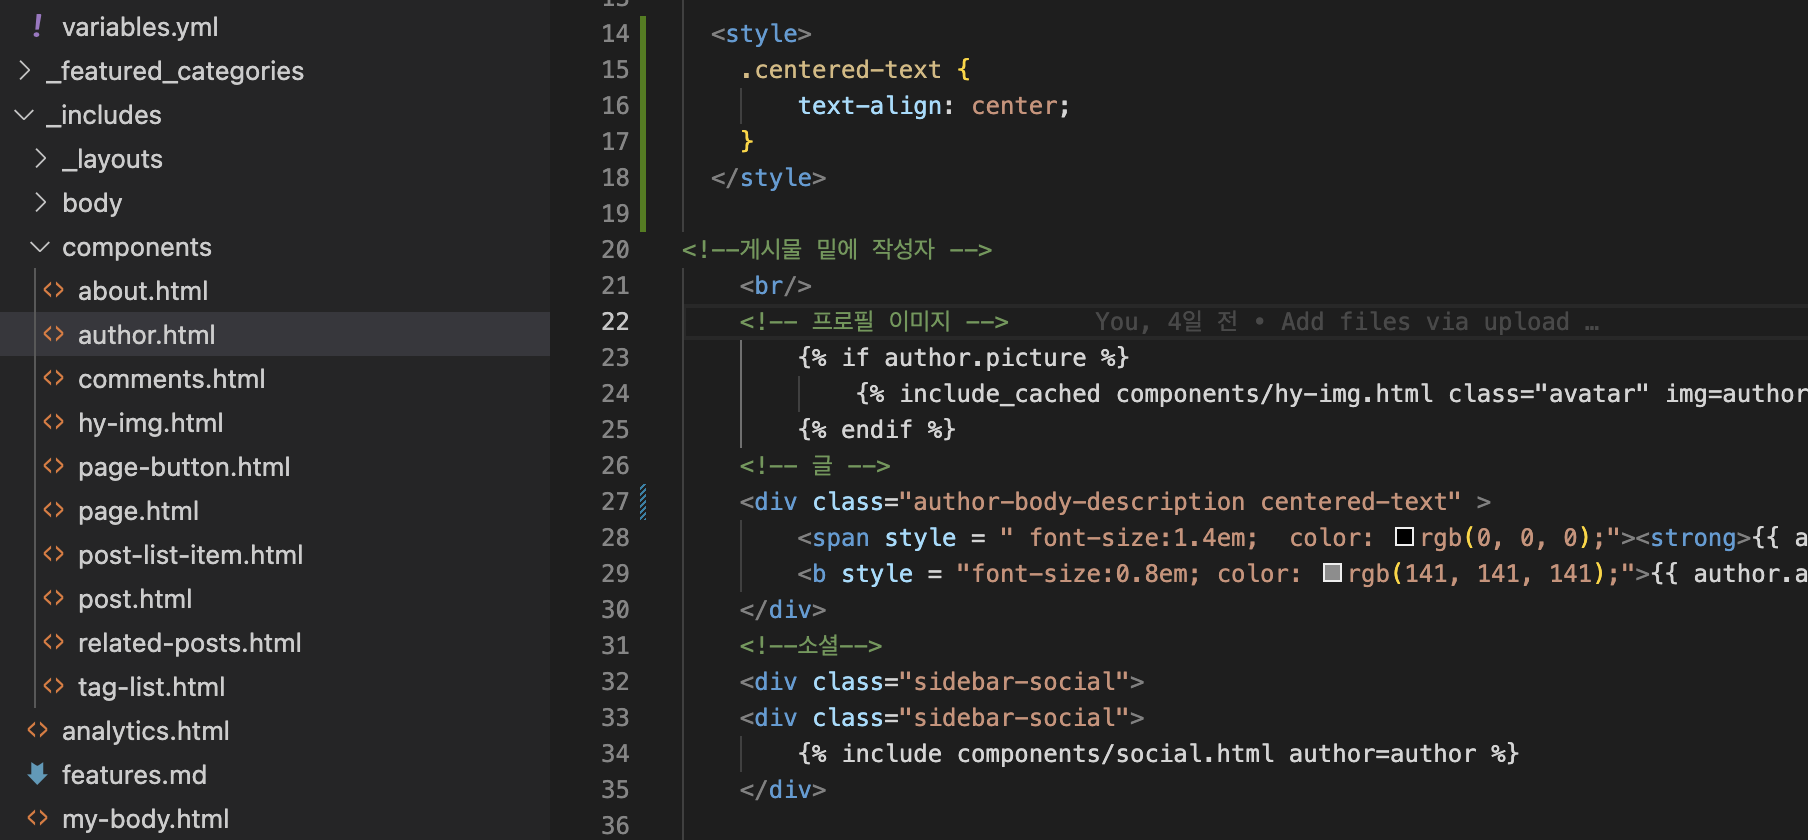 variables.yml
_featured_categories
_includes
_layouts
body
components
about.html
author.html
comments.html
hy-img.html
page-button.html
page.html
post-list-item.html
post.html
related-posts.html
tag-list.html
analytics.html
features.md
my-body.html
14 <style>
15 .centered-text {
16 text-align: center;
17 }
18 </style>
19
20 <!--게시물 밑에 작성자 -->
21 <br/>
22 <!-- 프로필 이미지 --> You, 4일 전 • Add files via upload …
23 {% if author.picture %}
24 {% include_cached components/hy-img.html class="avatar" img=author
25 {% endif %}
26 <!-- 글 -->
27 <div class="author-body-description centered-text" >
28 <span style = " font-size:1.4em; color: rgb(0, 0, 0);"><strong>{{ a
29 <b style = "font-size:0.8em; color: rgb(141, 141, 141);">{{ author.a
30 </div>
31 <!--소셜-->
32 <div class="sidebar-social">
33 <div class="sidebar-social">
34 {% include components/social.html author=author %}
35 </div>
36